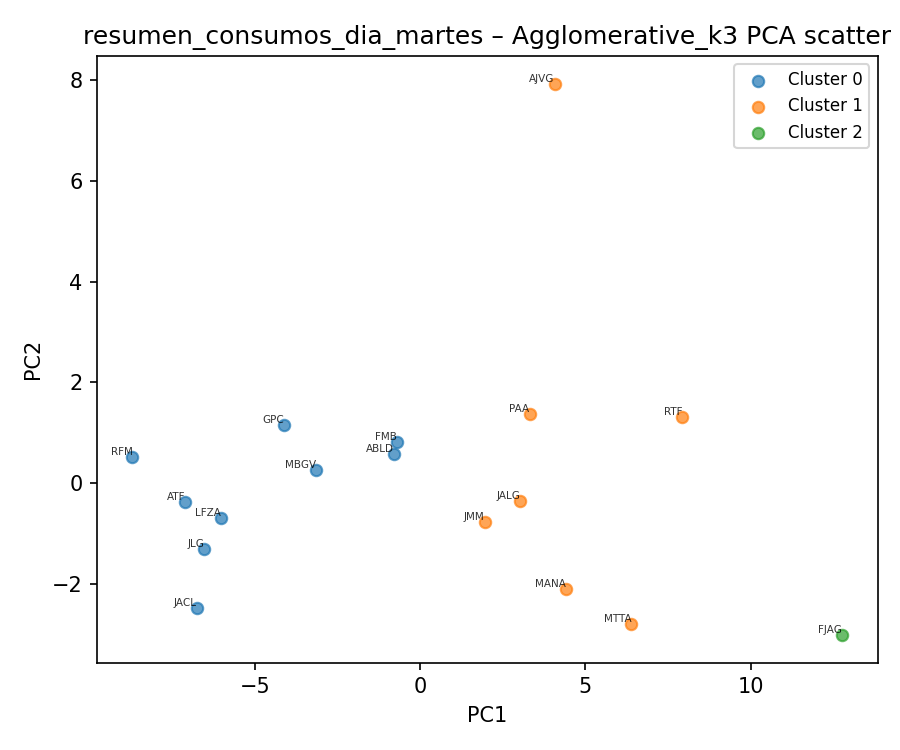 resumen_consumos_dia_martes – Agglomerative_k3 PCA scatter
Cluster 0
Cluster 1
Cluster 2
AJVG
PAA
RTF
GPC
FMB
ABLD
RFM
MBGV
ATF
LFZA
JALG
JMM
JLG
JACL
MANA
MTTA
FJAG
8
6
4
2
0
−2
−5
0
5
10
PC2
PC1